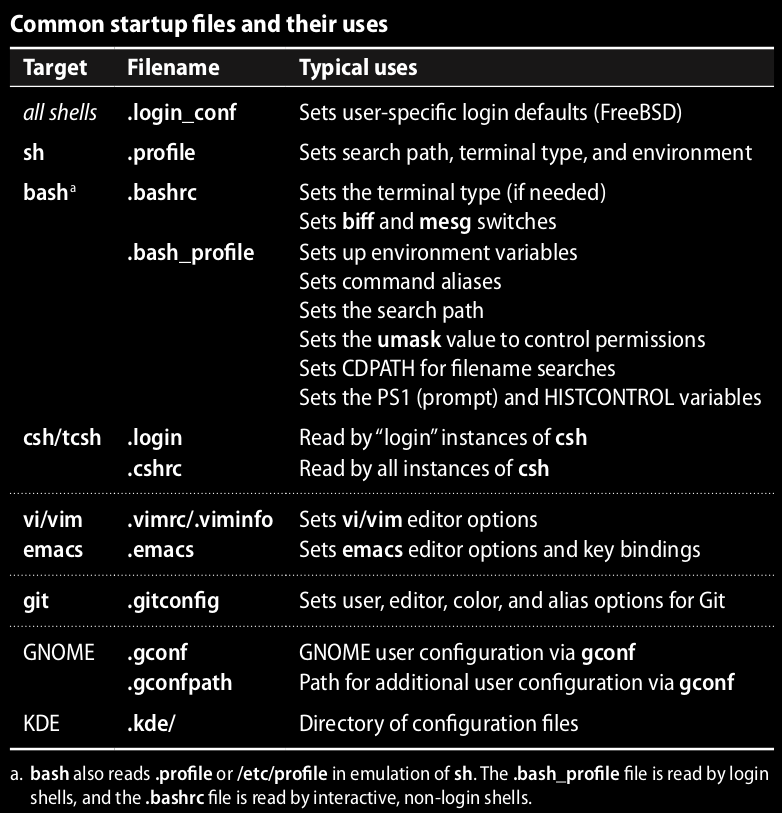 Common startup files and their uses
Target Filename Typical uses
all shells .login_conf Sets user-specific login defaults (FreeBSD)
sh .profile Sets search path, terminal type, and environment
bash a .bashrc Sets the terminal type (if needed)
Sets biff and mesg switches
.bash_profile Sets up environment variables
Sets command aliases
Sets the search path
Sets the umask value to control permissions
Sets CDPATH for filename searches
Sets the PS1 (prompt) and HISTCONTROL variables
csh/tcsh .login Read by “login” instances of csh
.cshrc Read by all instances of csh
vi/vim .vimrc/.viminfo Sets vi/vim editor options
emacs .emacs Sets emacs editor options and key bindings
git .gitconfig Sets user, editor, color, and alias options for Git
GNOME .gconf GNOME user configuration via gconf
.gconfpath Path for additional user configuration via gconf
KDE .kde/ Directory of configuration files
a. bash also reads .profile or /etc/profile in emulation of sh. The .bash_profile file is read by login
shells, and the .bashrc file is read by interactive, non-login shells.